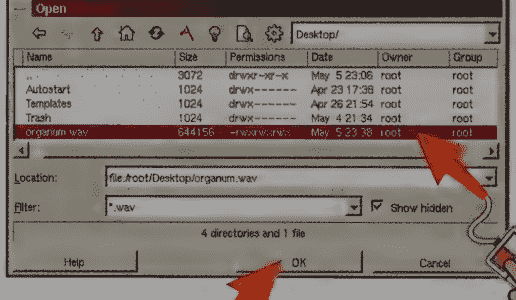 Open
Desktop/
Name Size Permissions Date Owner Group
.. 3072 drwxr-xr-x May 5 23:06 root root
Autostart 1024 drwx------ Apr 23 17:38 root root
Templates 1024 drwx------ Apr 26 21:54 root root
Trash 1024 drwx------ May 4 21:34 root root
organum.wav 644156 -rwxrwxrwx May 5 23:38 root root
Location: file:/root/Desktop/organum.wav
Filter: *.wav Show hidden
4 directories and 1 file
Help OK Cancel